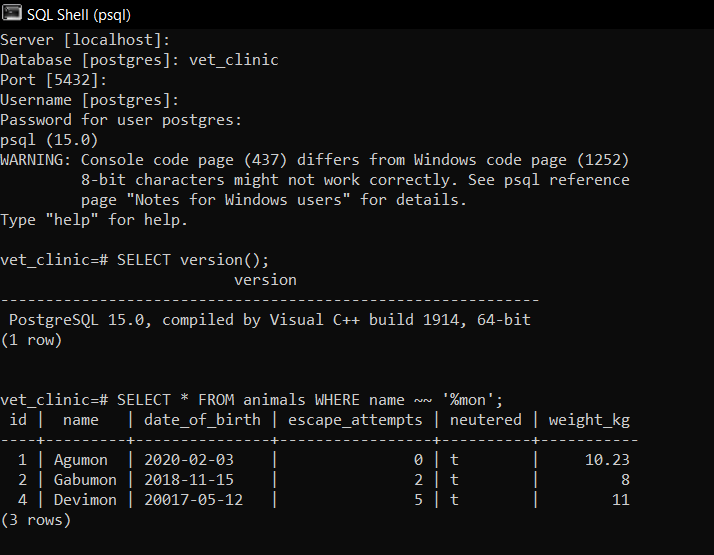 SQL Shell (psql)
Server [localhost]:
Database [postgres]: vet_clinic
Port [5432]:
Username [postgres]:
Password for user postgres:
psql (15.0)
WARNING: Console code page (437) differs from Windows code page (1252)
         8-bit characters might not work correctly. See psql reference
         page "Notes for Windows users" for details.
Type "help" for help.

vet_clinic=# SELECT version();
                          version
------------------------------------------------------------
 PostgreSQL 15.0, compiled by Visual C++ build 1914, 64-bit
(1 row)


vet_clinic=# SELECT * FROM animals WHERE name ~~ '%mon';
 id |  name   | date_of_birth | escape_attempts | neutered | weight_kg
----+---------+---------------+-----------------+----------+-----------
  1 | Agumon  | 2020-02-03    |               0 | t        |     10.23
  2 | Gabumon | 2018-11-15    |               2 | t        |         8
  4 | Devimon | 20017-05-12   |               5 | t        |        11
(3 rows)